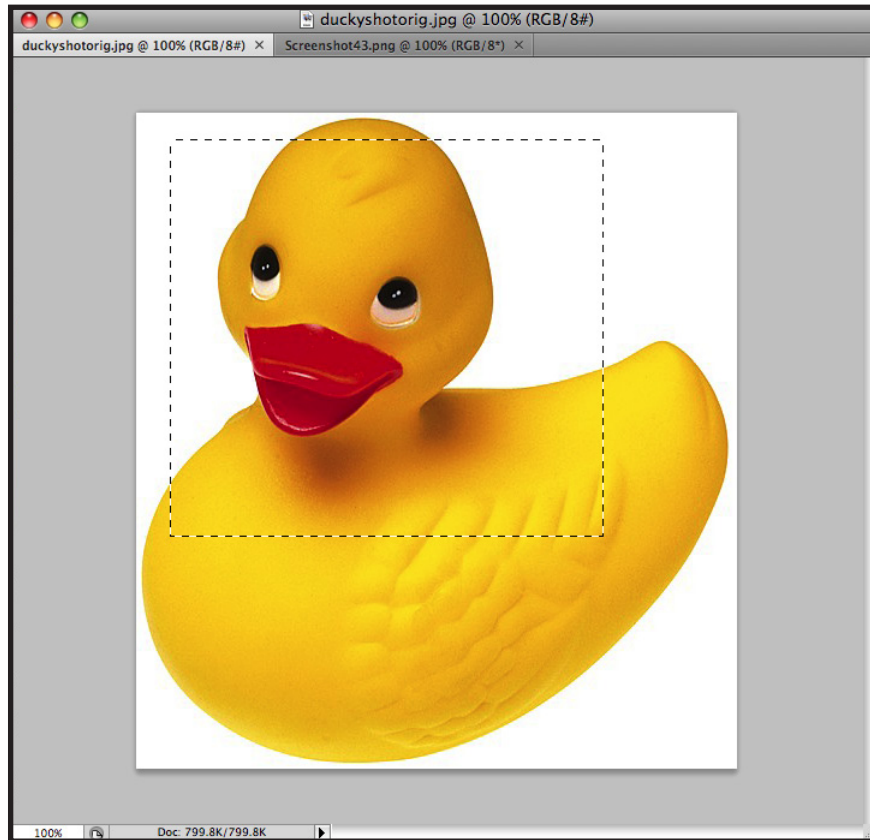 duckyshotorig.jpg @ 100% (RGB/8#)
duckyshotorig.jpg @ 100% (RGB/8#) × Screenshot43.png @ 100% (RGB/8*) ×
100% Doc: 799.8K/799.8K